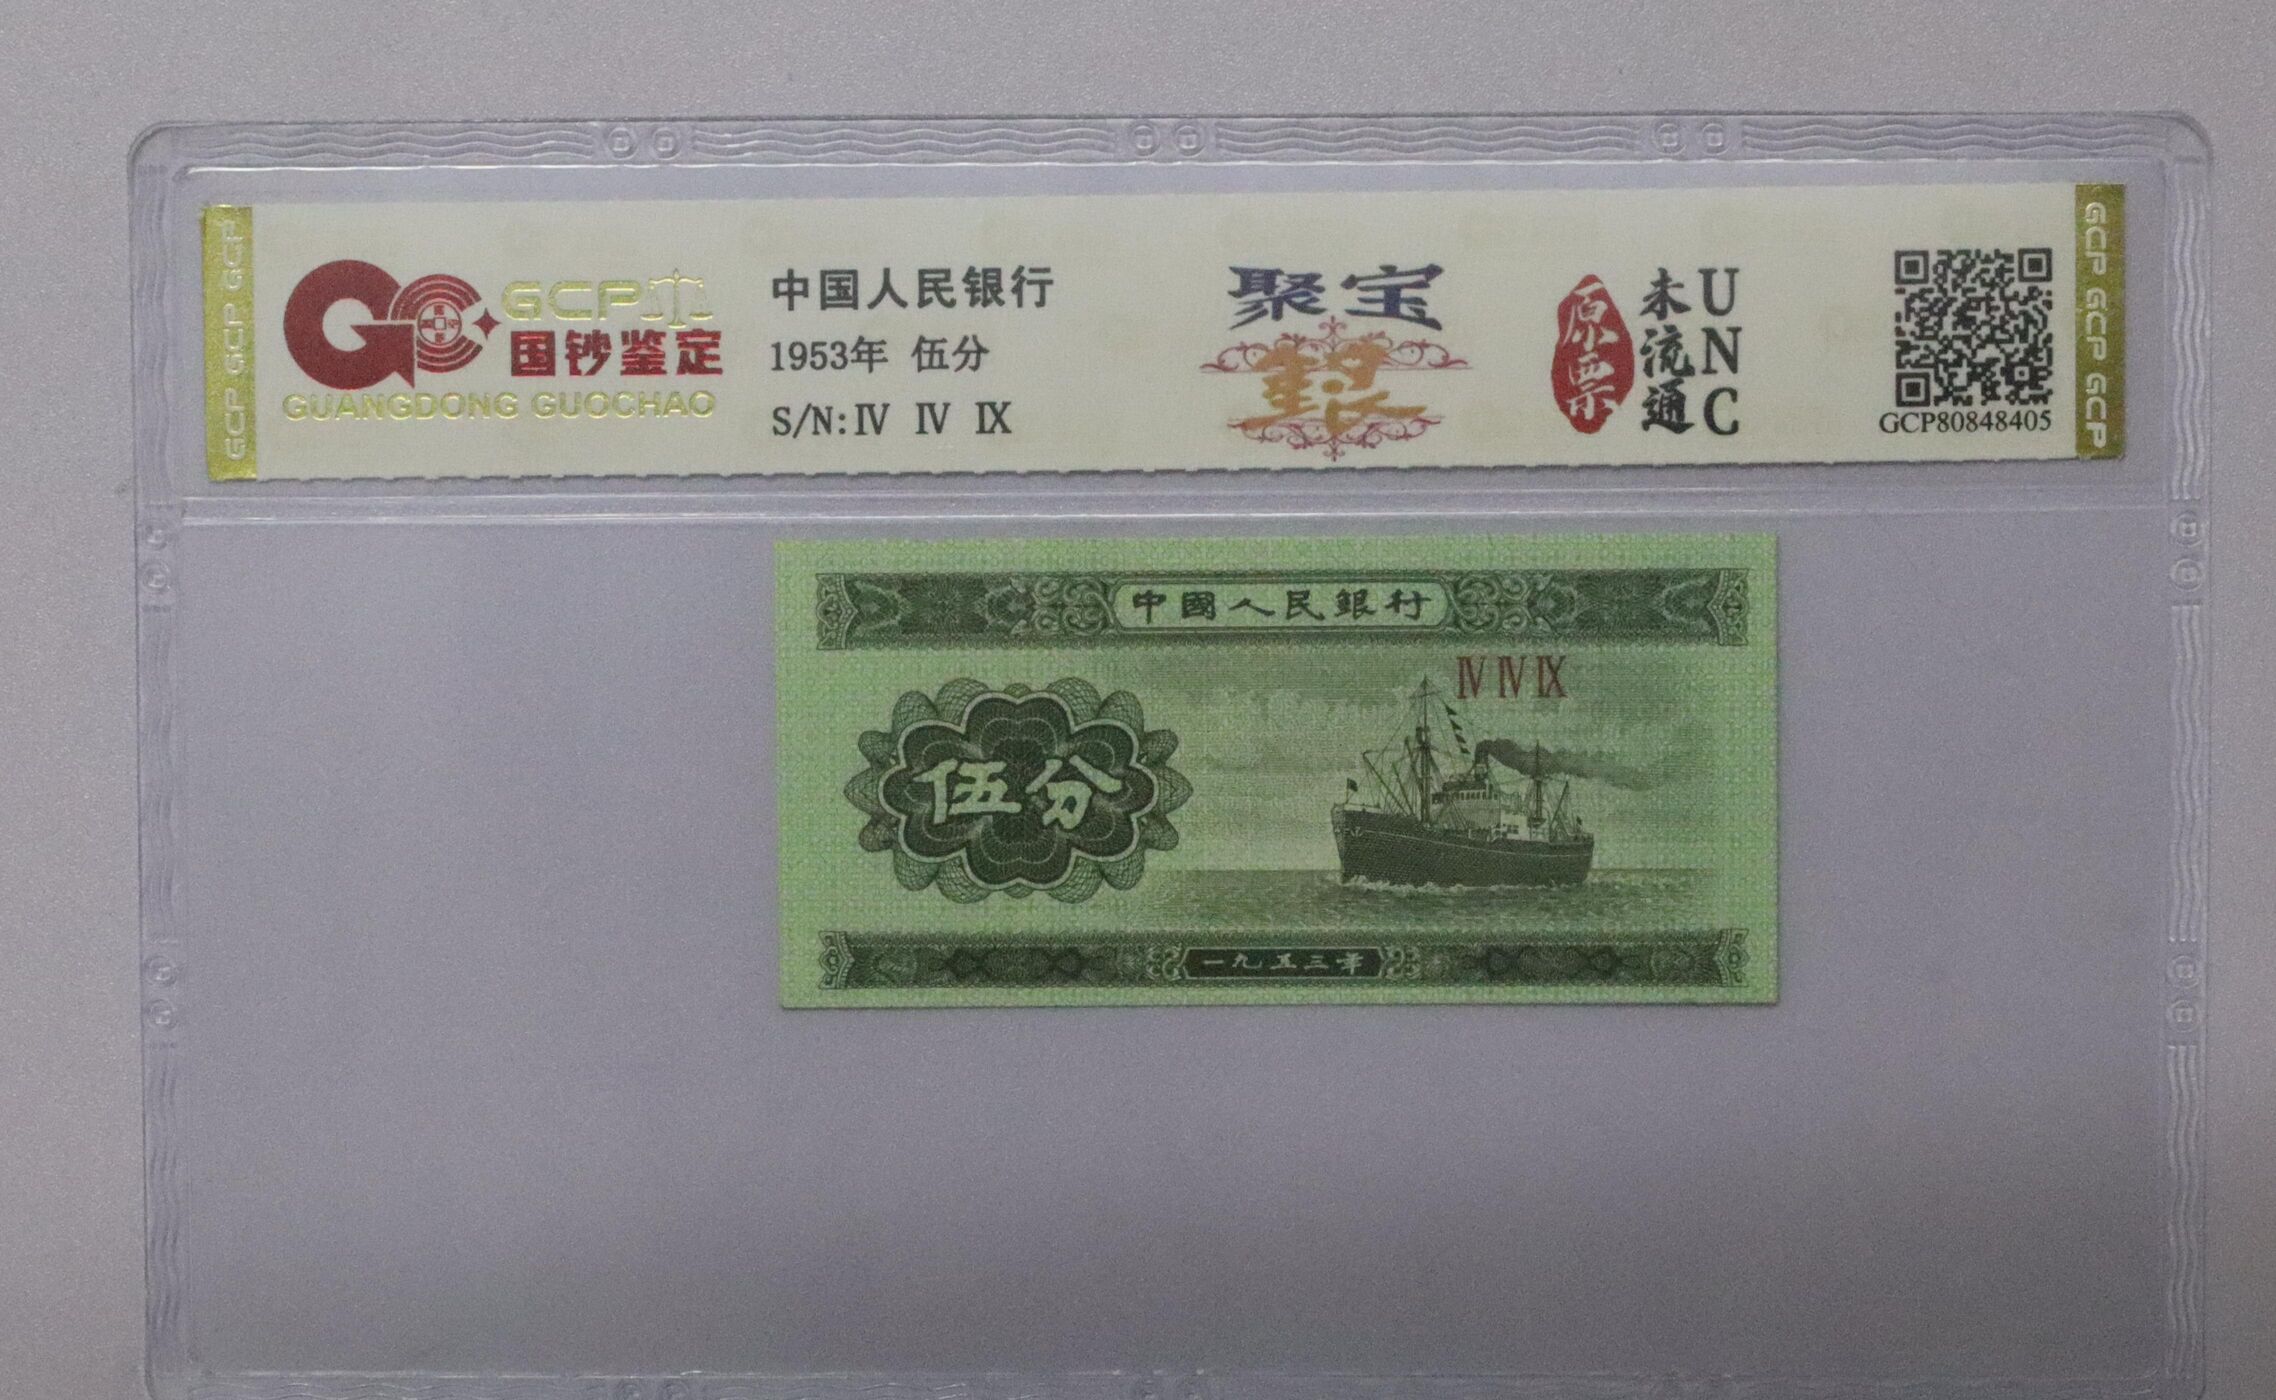 GCP GCP GCP
GCP
国钞鉴定
GUANGDONG GUOCHAO
中国人民银行
1953年 伍分
S/N:Ⅳ Ⅳ Ⅸ
聚宝
原票
未流通
UNC
GCP80848405
GCP GCP GCP
中國人民銀行
Ⅳ Ⅳ Ⅸ
伍分
一九五三年